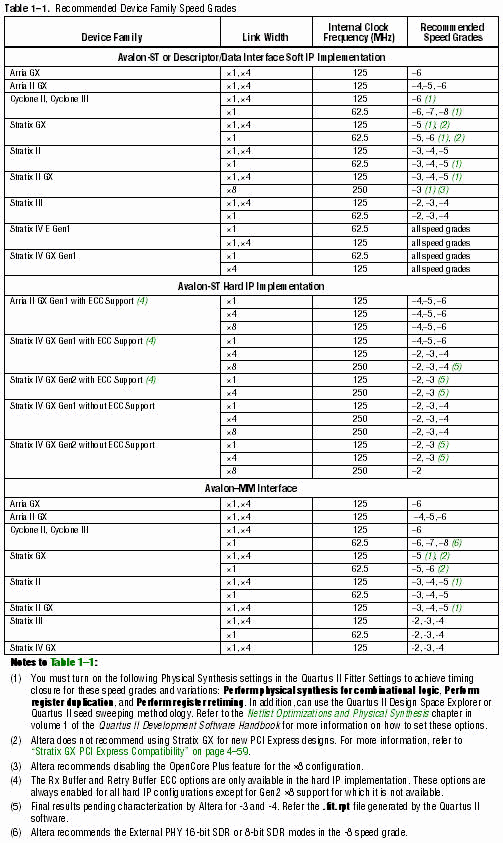 Table 1–1. Recommended Device Family Speed Grades
Device Family Link Width Internal Clock Frequency (MHz) Recommended Speed Grades
Avalon-ST or Descriptor/Data Interface Soft IP Implementation
Arria GX ×1, ×4 125 –6
Arria II GX ×1, ×4 125 –4,–5, –6
Cyclone II, Cyclone III ×1, ×4 125 –6 (1)
×1 62.5 –6, –7, –8 (1)
Stratix GX ×1, ×4 125 –5 (1), (2)
×1 62.5 –5, –6 (1), (2)
Stratix II ×1, ×4 125 –3, –4, –5
×1 62.5 –3, –4, –5 (1)
Stratix II GX ×1, ×4 125 –3, –4, –5 (1)
×8 250 –3 (1) (3)
Stratix III ×1, ×4 125 –2, –3, –4
×1 62.5 –2, –3, –4
Stratix IV E Gen1 ×1 62.5 all speed grades
×1, ×4 125 all speed grades
Stratix IV GX Gen1 ×1 62.5 all speed grades
×4 125 all speed grades
Avalon-ST Hard IP Implementation
Arria II GX Gen1 with ECC Support (4) ×1 125 –4,–5, –6
×4 125 –4,–5, –6
×8 125 –4,–5, –6
Stratix IV GX Gen1 with ECC Support (4) ×1 125 –4,–5, –6
×4 125 –2, –3, –4
×8 250 –2, –3, –4 (5)
Stratix IV GX Gen2 with ECC Support (4) ×1 125 –2, –3 (5)
×4 250 –2, –3 (5)
Stratix IV GX Gen1 without ECC Support ×1 125 –2, –3, –4
×4 125 –2, –3, –4
×8 250 –2, –3, –4
Stratix IV GX Gen2 without ECC Support ×1 125 –2, –3 (5)
×4 125 –2, –3 (5)
×8 250 –2
Avalon–MM Interface
Arria GX ×1, ×4 125 –6
Arria II GX ×1, ×4 125 –4,–5, –6
Cyclone II, Cyclone III ×1, ×4 125 –6
×1 62.5 –6, –7, –8 (6)
Stratix GX ×1, ×4 125 –5 (1), (2)
×1 62.5 –5, –6 (2)
Stratix II ×1, ×4 125 –3, –4, –5 (1)
×1 62.5 –3, –4, –5
Stratix II GX ×1, ×4 125 –3, –4, –5 (1)
Stratix III ×1, ×4 125 -2, -3, -4
×1 62.5 -2, -3, -4
Stratix IV GX ×1, ×4 125 -2, -3, -4
Notes to Table 1–1:
(1) You must turn on the following Physical Synthesis settings in the Quartus II Fitter Settings to achieve timing
closure for these speed grades and variations: Perform physical synthesis for combinational logic, Perform
register duplication, and Perform register retiming. In addition, can use the Quartus II Design Space Explorer or
Quartus II seed sweeping methodology. Refer to the Netlist Optimizations and Physical Synthesis chapter in
volume 1 of the Quartus II Development Software Handbook for more information on how to set these options.
(2) Altera does not recommend using Stratix GX for new PCI Express designs. For more information, refer to
“Stratix GX PCI Express Compatibility” on page 4–59.
(3) Altera recommends disabling the OpenCore Plus feature for the ×8 configuration.
(4) The Rx Buffer and Retry Buffer ECC options are only available in the hard IP implementation. These options are
always enabled for all hard IP configurations except for Gen2 ×8 support for which it is not available.
(5) Final results pending characterization by Altera for -3 and -4. Refer the .fit.rpt file generated by the Quartus II
software.
(6) Altera recommends the External PHY 16-bit SDR or 8-bit SDR modes in the -8 speed grade.